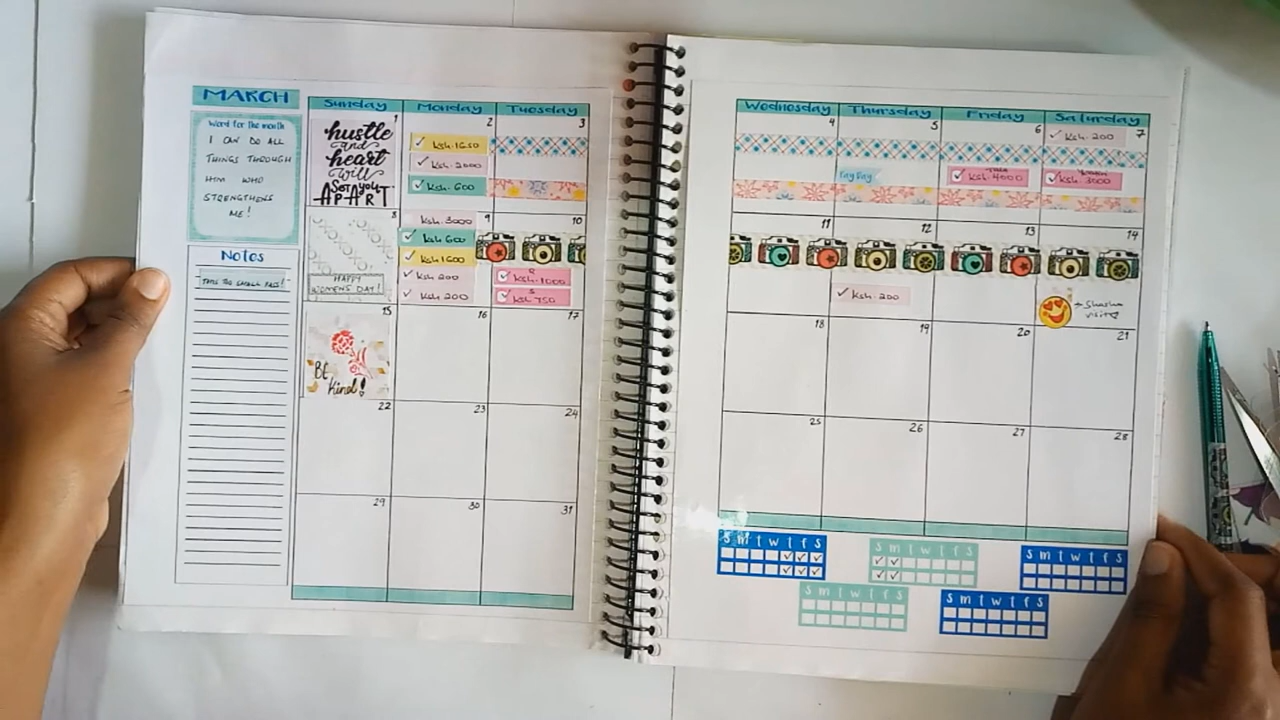 MARCH
Word for the month
I CAN DO ALL
THINGS THROUGH
HIM WHO
STRENGTHENS
ME!
Notes
Sunday Monday Tuesday
1 2 3
hustle
and
heart
will
Set you
APART
Ksh. 1650
Ksh. 2000
Ksh. 600
8 9 10
HAPPY
WOMENS DAY!
Ksh. 3000
Ksh 600
Ksh. 1600
Ksh 200
Ksh 200
Ksh. 1000
Ksh 750
15 16 17
BE
Kind!
22 23 24
29 30 31
Wednesday Thursday Friday Saturday
4 5 6 7
Pay Day
Ksh. 4000
Ksh. 200
Ksh. 3000
11 12 13 14
Ksh. 200
visit
18 19 20 21
25 26 27 28
s m t w t f s
s m t w t f s
s m t w t f s
s m t w t f s
s m t w t f s